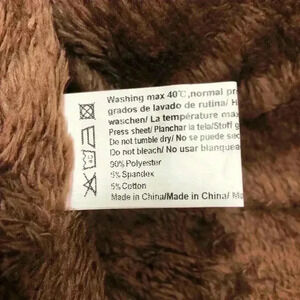 Washing max 40℃,normal pr
grados de lavado de rutina/ H
waschen/ La température max
Press sheet/ Planchar la tela/Stoff g
Do not tumble dry/ No se puede sec
Do not bleach/ No usar blanquea
90% Polyester
5% Spandex
5% Cotton
Made in China/Made in China/ Ma